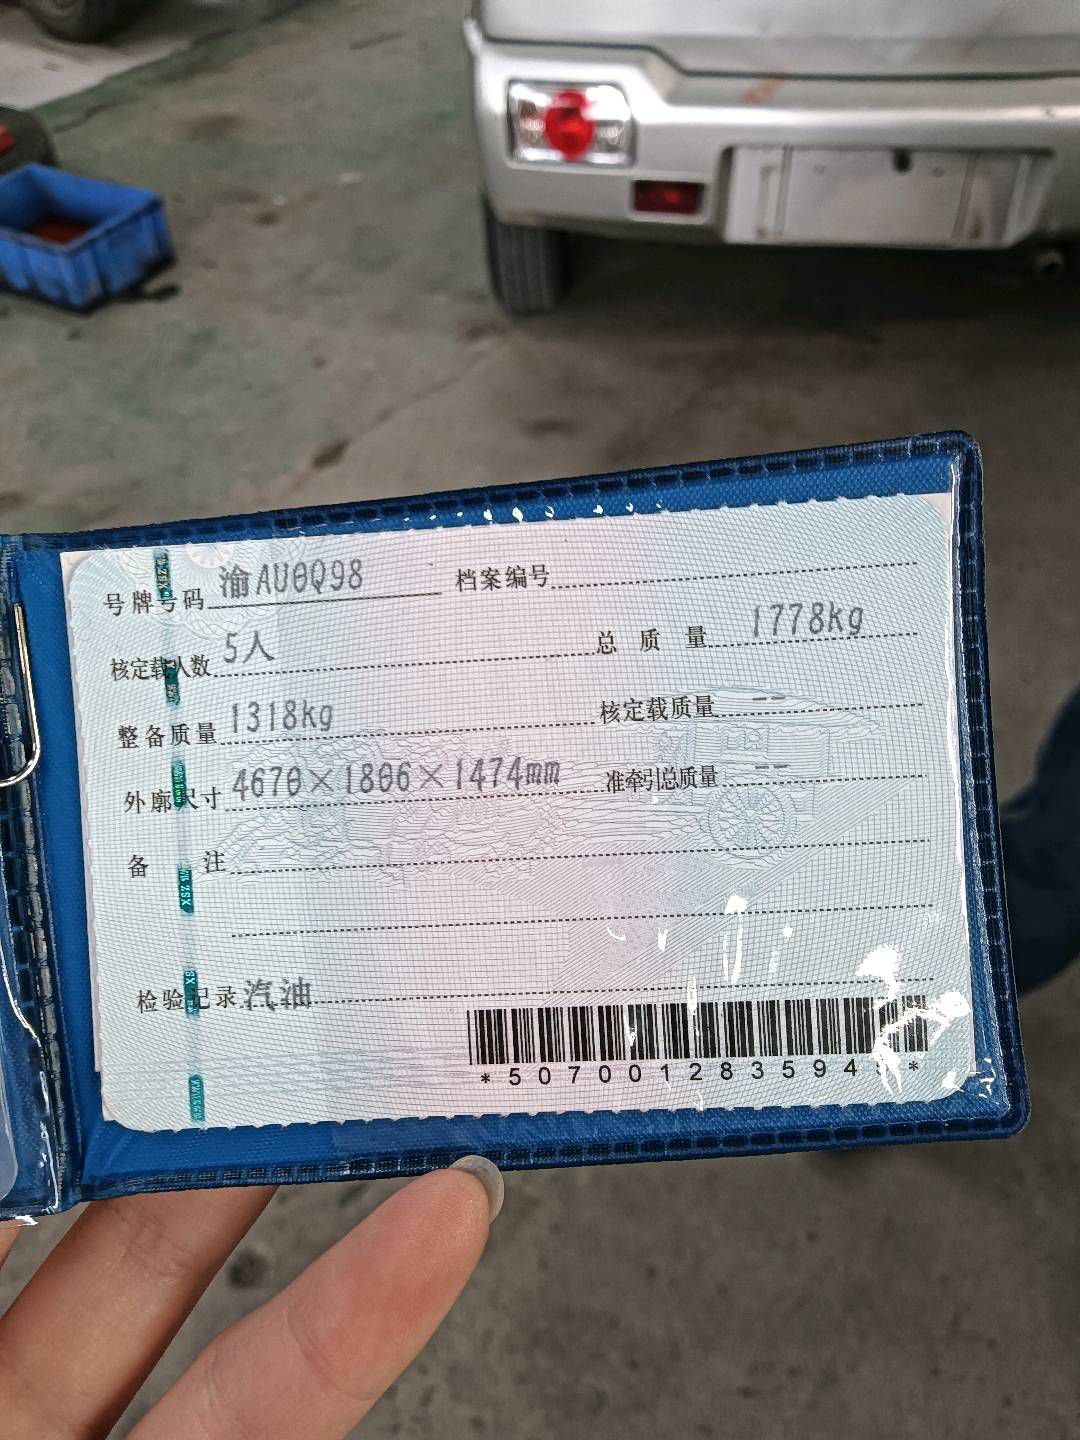 号牌号码 渝AU0Q98 档案编号
核定载人数 5人 总质量 1778kg
整备质量 1318kg 核定载质量 --
外廓尺寸 4670×1806×1474mm 准牵引总质量 --
备注
检验记录 汽油